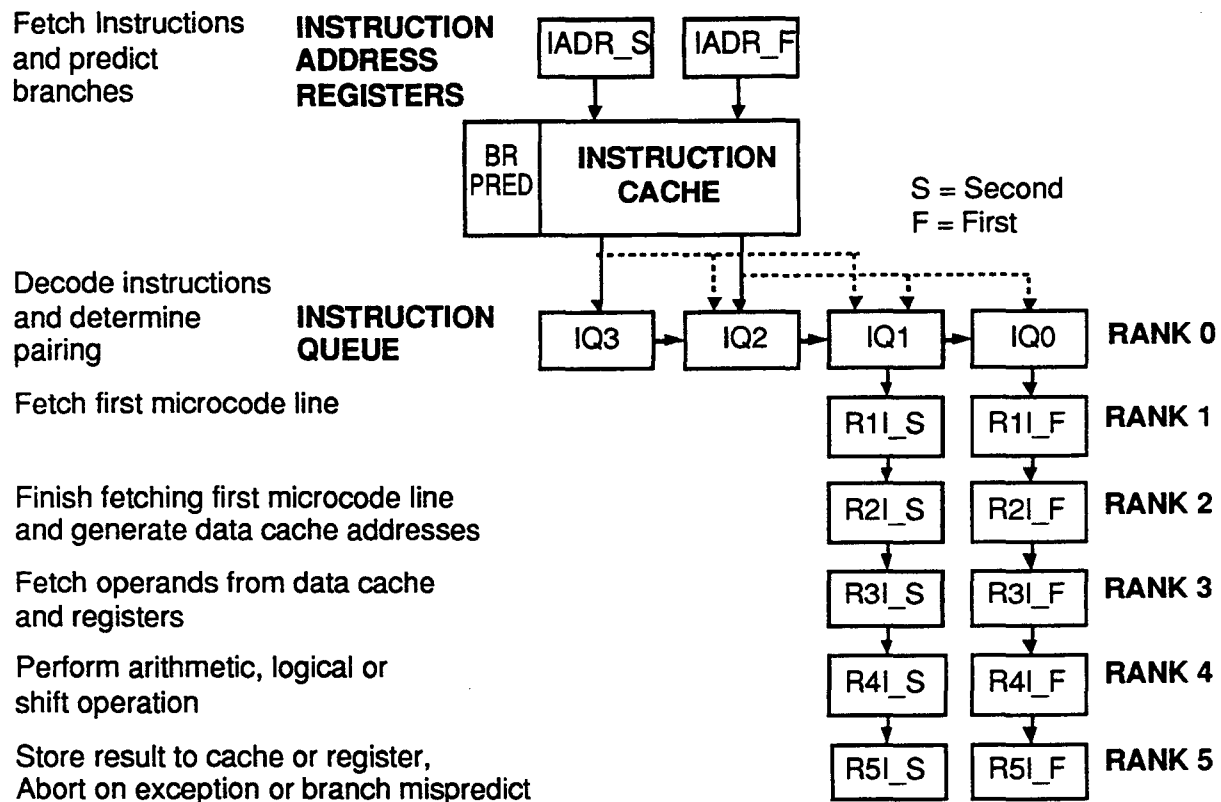 Fetch Instructions
and predict
branches
INSTRUCTION
ADDRESS
REGISTERS
IADR_S
IADR_F
BR
PRED
INSTRUCTION
CACHE
S = Second
F = First
Decode instructions
and determine
pairing
INSTRUCTION
QUEUE
IQ3
IQ2
IQ1
IQ0
RANK 0
Fetch first microcode line
R1I_S
R1I_F
RANK 1
Finish fetching first microcode line
and generate data cache addresses
R2I_S
R2I_F
RANK 2
Fetch operands from data cache
and registers
R3I_S
R3I_F
RANK 3
Perform arithmetic, logical or
shift operation
R4I_S
R4I_F
RANK 4
Store result to cache or register,
Abort on exception or branch mispredict
R5I_S
R5I_F
RANK 5